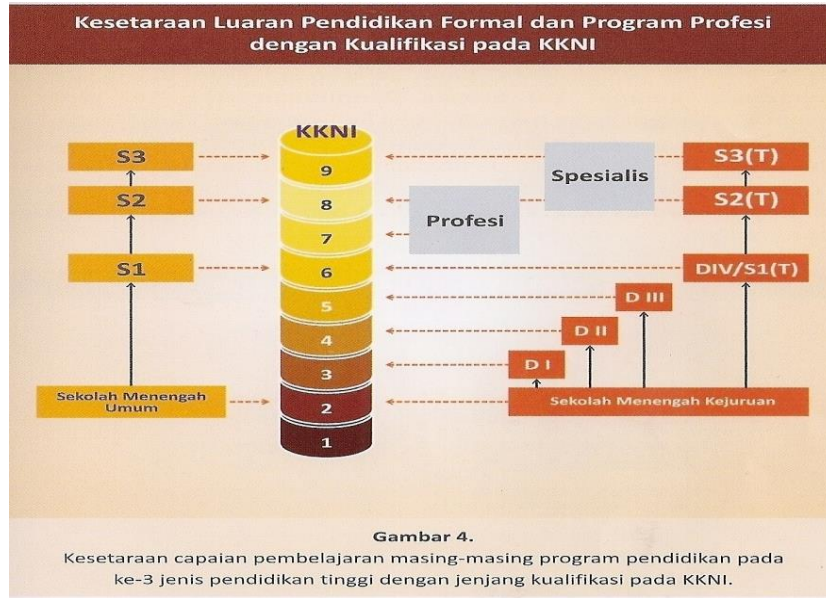 Kesetaraan Luaran Pendidikan Formal dan Program Profesi
dengan Kualifikasi pada KKNI
KKNI
S3
S2
S1
Sekolah Menengah
Umum
9
8
7
6
5
4
3
2
1
Profesi
Spesialis
S3(T)
S2(T)
DIV/S1(T)
D III
D II
D I
Sekolah Menengah Kejuruan
Gambar 4.
Kesetaraan capaian pembelajaran masing-masing program pendidikan pada
ke-3 jenis pendidikan tinggi dengan jenjang kualifikasi pada KKNI.